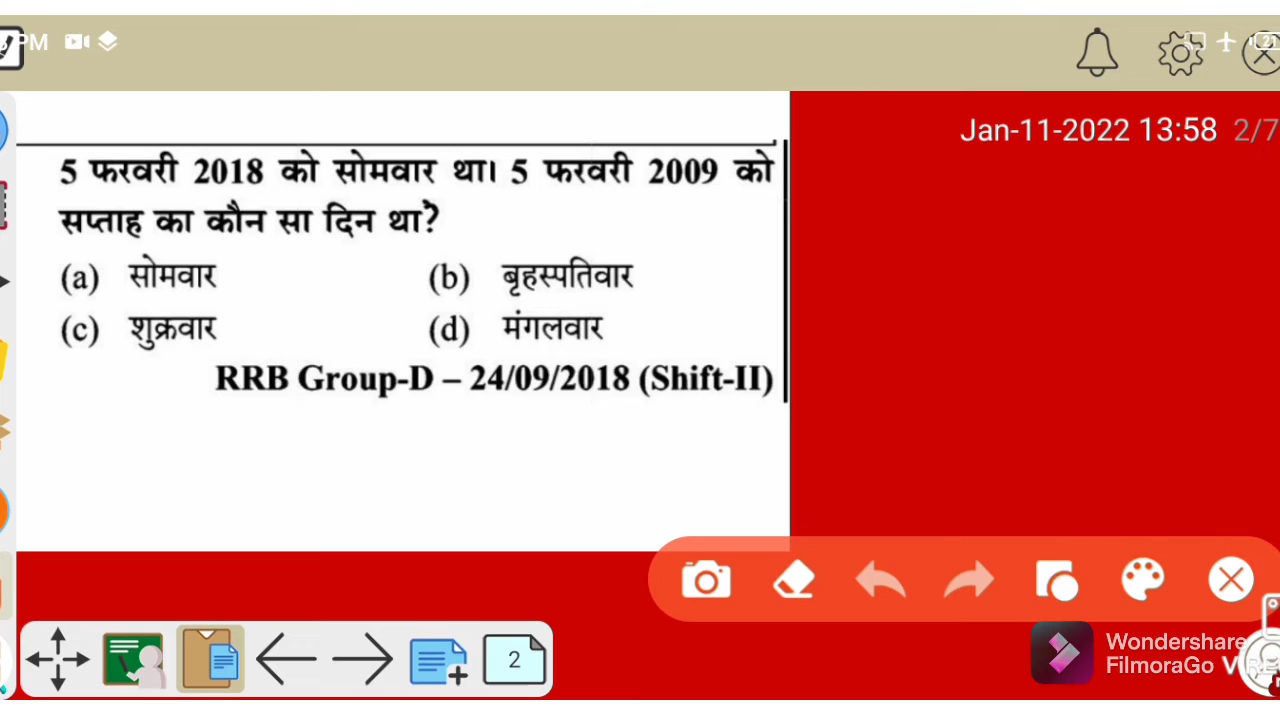 PM
21
Jan-11-2022 13:58 2/7
5 फरवरी 2018 को सोमवार था। 5 फरवरी 2009 को
सप्ताह का कौन सा दिन था?
(a) सोमवार (b) बृहस्पतिवार
(c) शुक्रवार (d) मंगलवार
RRB Group-D – 24/09/2018 (Shift-II)
2
Wondershare
FilmoraGo